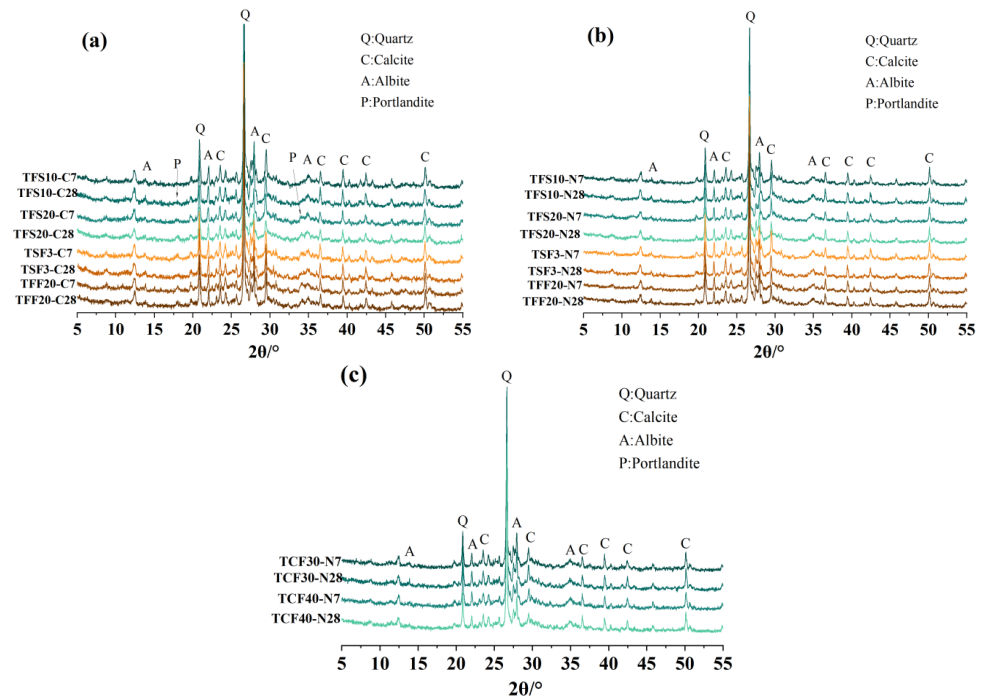 (a)
Q
Q:Quartz
C:Calcite
A:Albite
P:Portlandite
Q
A
P
A
C
A
C
P
A
C
C
C
C
TFS10-C7
TFS10-C28
TFS20-C7
TFS20-C28
TSF3-C7
TSF3-C28
TFF20-C7
TFF20-C28
5 10 15 20 25 30 35 40 45 50 55
2θ/°
(b)
Q
Q:Quartz
C:Calcite
A:Albite
P:Portlandite
Q
A
A
C
A
C
A
C
C
C
C
TFS10-N7
TFS10-N28
TFS20-N7
TFS20-N28
TSF3-N7
TSF3-N28
TFF20-N7
TFF20-N28
5 10 15 20 25 30 35 40 45 50 55
2θ/°
(c)
Q
Q:Quartz
C:Calcite
A:Albite
P:Portlandite
Q
A
A
C
A
C
A
C
C
C
C
TCF30-N7
TCF30-N28
TCF40-N7
TCF40-N28
5 10 15 20 25 30 35 40 45 50 55
2θ/°